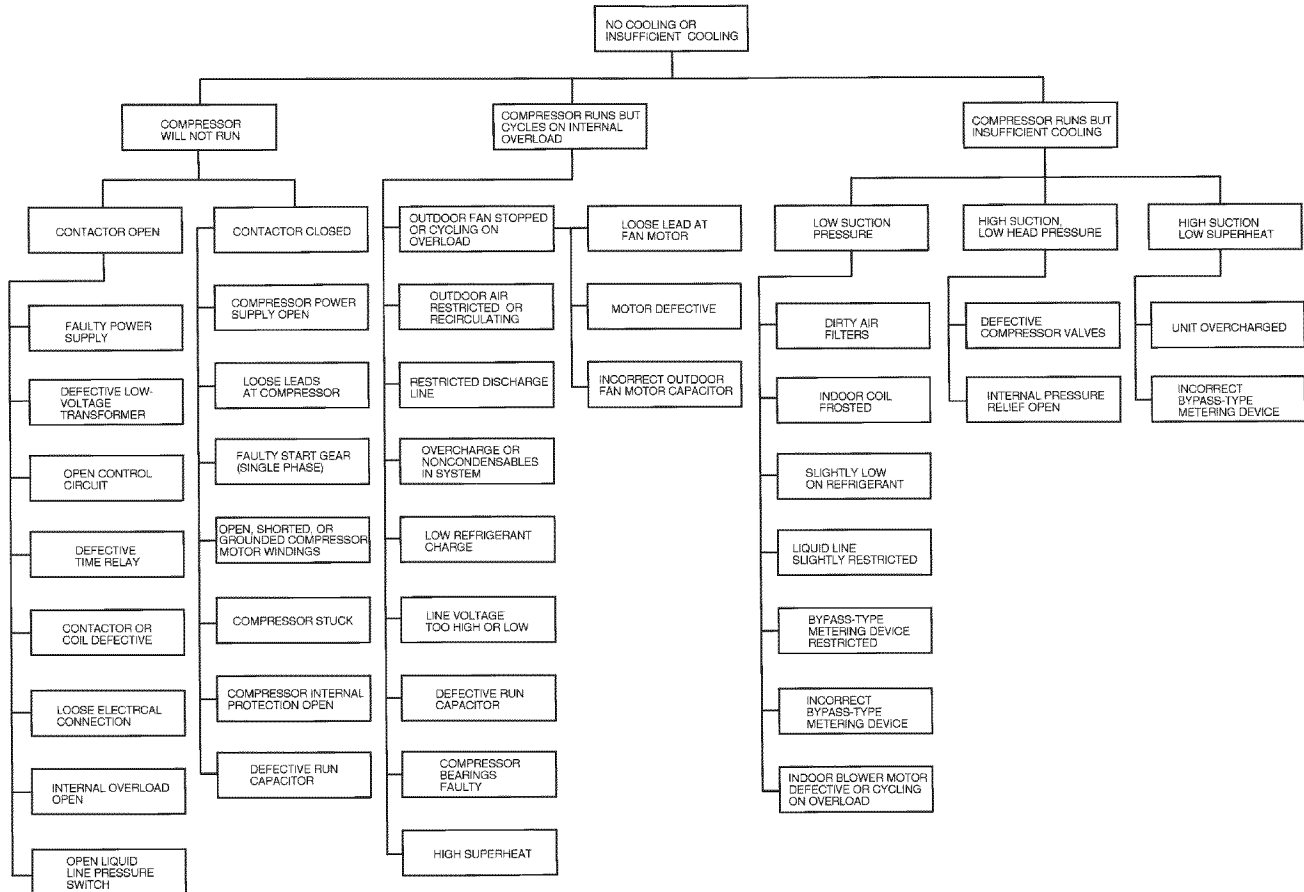 NO COOLING OR
INSUFFICIENT COOLING
COMPRESSOR
WILL NOT RUN
COMPRESSOR RUNS BUT
CYCLES ON INTERNAL
OVERLOAD
COMPRESSOR RUNS BUT
INSUFFICIENT COOLING
CONTACTOR OPEN
FAULTY POWER
SUPPLY
DEFECTIVE LOW-
VOLTAGE
TRANSFORMER
OPEN CONTROL
CIRCUIT
DEFECTIVE
TIME RELAY
CONTACTOR OR
COIL DEFECTIVE
LOOSE ELECTRCAL
CONNECTION
INTERNAL OVERLOAD
OPEN
OPEN LIQUID
LINE PRESSURE
SWITCH
CONTACTOR CLOSED
COMPRESSOR POWER
SUPPLY OPEN
LOOSE LEADS
AT COMPRESSOR
FAULTY START GEAR
(SINGLE PHASE)
OPEN, SHORTED, OR
GROUNDED COMPRESSOR
MOTOR WINDINGS
COMPRESSOR STUCK
COMPRESSOR INTERNAL
PROTECTION OPEN
DEFECTIVE RUN
CAPACITOR
OUTDOOR FAN STOPPED
OR CYCLING ON
OVERLOAD
OUTDOOR AIR
RESTRICTED OR
RECIRCULATING
RESTRICTED DISCHARGE
LINE
OVERCHARGE OR
NONCONDENSABLES
IN SYSTEM
LOW REFRIGERANT
CHARGE
LINE VOLTAGE
TOO HIGH OR LOW
DEFECTIVE RUN
CAPACITOR
COMPRESSOR
BEARINGS
FAULTY
HIGH SUPERHEAT
LOOSE LEAD AT
FAN MOTOR
MOTOR DEFECTIVE
INCORRECT OUTDOOR
FAN MOTOR CAPACITOR
LOW SUCTION
PRESSURE
DIRTY AIR
FILTERS
INDOOR COIL
FROSTED
SLIGHTLY LOW
ON REFRIGERANT
LIQUID LINE
SLIGHTLY RESTRICTED
BYPASS-TYPE
METERING DEVICE
RESTRICTED
INCORRECT
BYPASS-TYPE
METERING DEVICE
INDOOR BLOWER MOTOR
DEFECTIVE OR CYCLING
ON OVERLOAD
HIGH SUCTION,
LOW HEAD PRESSURE
DEFECTIVE
COMPRESSOR VALVES
INTERNAL PRESSURE
RELIEF OPEN
HIGH SUCTION
LOW SUPERHEAT
UNIT OVERCHARGED
INCORRECT
BYPASS-TYPE
METERING DEVICE